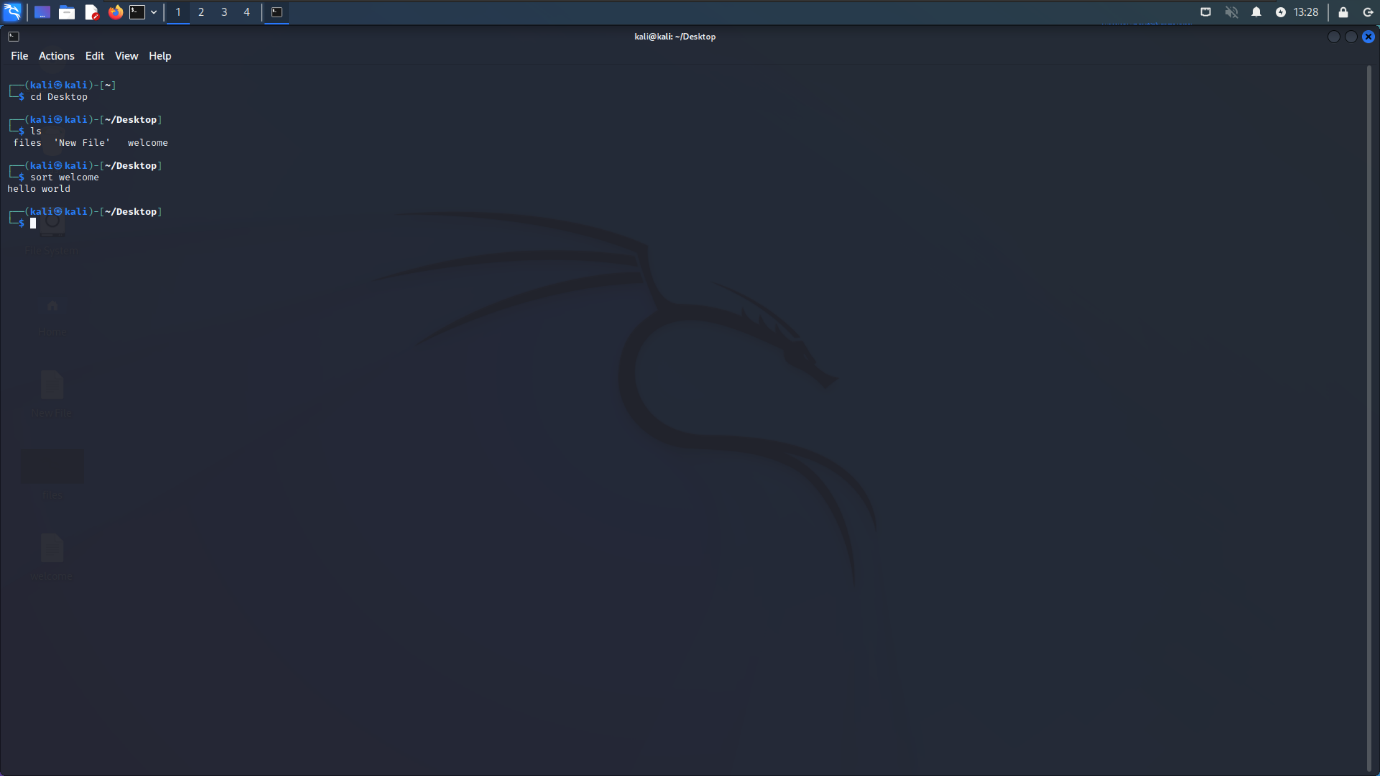 1 2 3 4 13:28
kali@kali: ~/Desktop
File Actions Edit View Help
┌──(kali㉿kali)-[~]
└─$ cd Desktop
┌──(kali㉿kali)-[~/Desktop]
└─$ ls
files 'New File' welcome
┌──(kali㉿kali)-[~/Desktop]
└─$ sort welcome
hello world
┌──(kali㉿kali)-[~/Desktop]
└─$